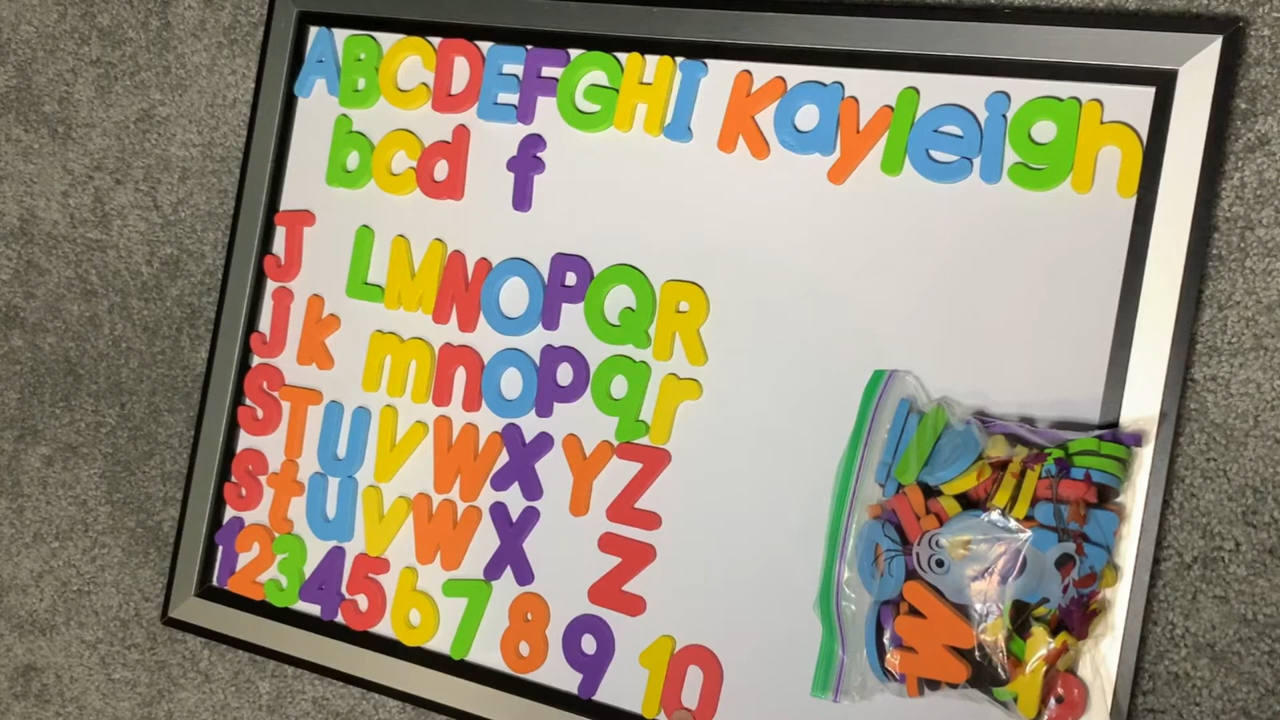 ABCDEFGHI Kayleigh
bcd f
J LMNOPQR
jk mnopqr
STUVWXYZ
stuvwx z
12345678910
W